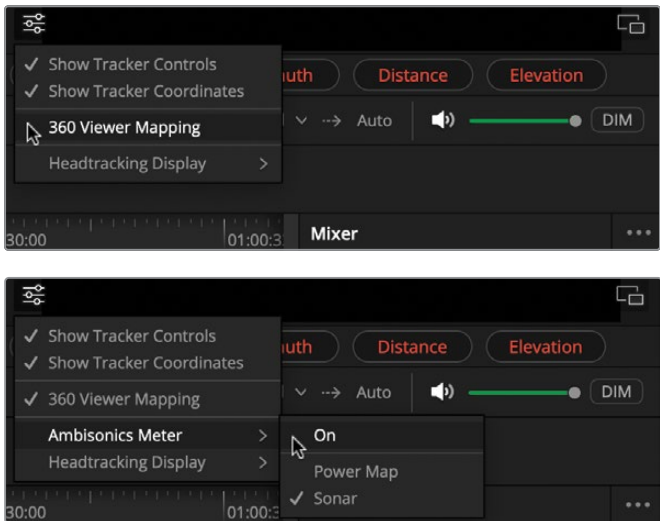 ✓ Show Tracker Controls
uth Distance Elevation
✓ Show Tracker Coordinates
360 Viewer Mapping
Auto DIM
Headtracking Display >
30:00 01:00:3 Mixer •••
✓ Show Tracker Controls
uth Distance Elevation
✓ Show Tracker Coordinates
✓ 360 Viewer Mapping
Auto DIM
Ambisonics Meter > On
Headtracking Display > Power Map
✓ Sonar
30:00 01:00:3 •••